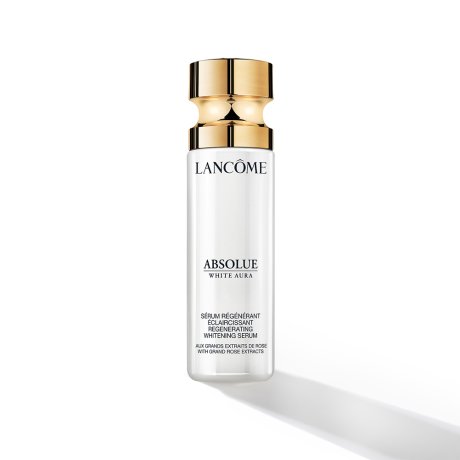 LANCÔME
ABSOLUE
WHITE AURA
SÉRUM RÉGÉNÉRANT
ÉCLAIRCISSANT
REGENERATING
WHITENING SERUM
AUX GRANDS EXTRAITS DE ROSE
WITH GRAND ROSE EXTRACTS